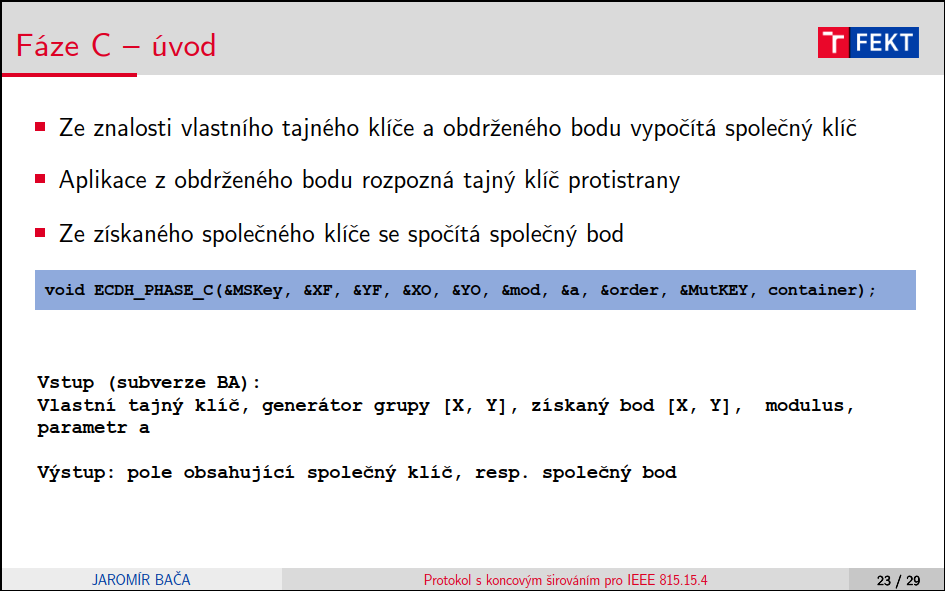 Fáze C – úvod
T FEKT
Ze znalosti vlastního tajného klíče a obdrženého bodu vypočítá společný klíč
Aplikace z obdrženého bodu rozpozná tajný klíč protistrany
Ze získaného společného klíče se spočítá společný bod
void ECDH_PHASE_C(&MSKey, &XF, &YF, &XO, &YO, &mod, &a, &order, &MutKEY, container);
Vstup (subverze BA):
Vlastní tajný klíč, generátor grupy [X, Y], získaný bod [X, Y], modulus,
parametr a
Výstup: pole obsahující společný klíč, resp. společný bod
JAROMÍR BAČA
Protokol s koncovým širováním pro IEEE 815.15.4
23 / 29